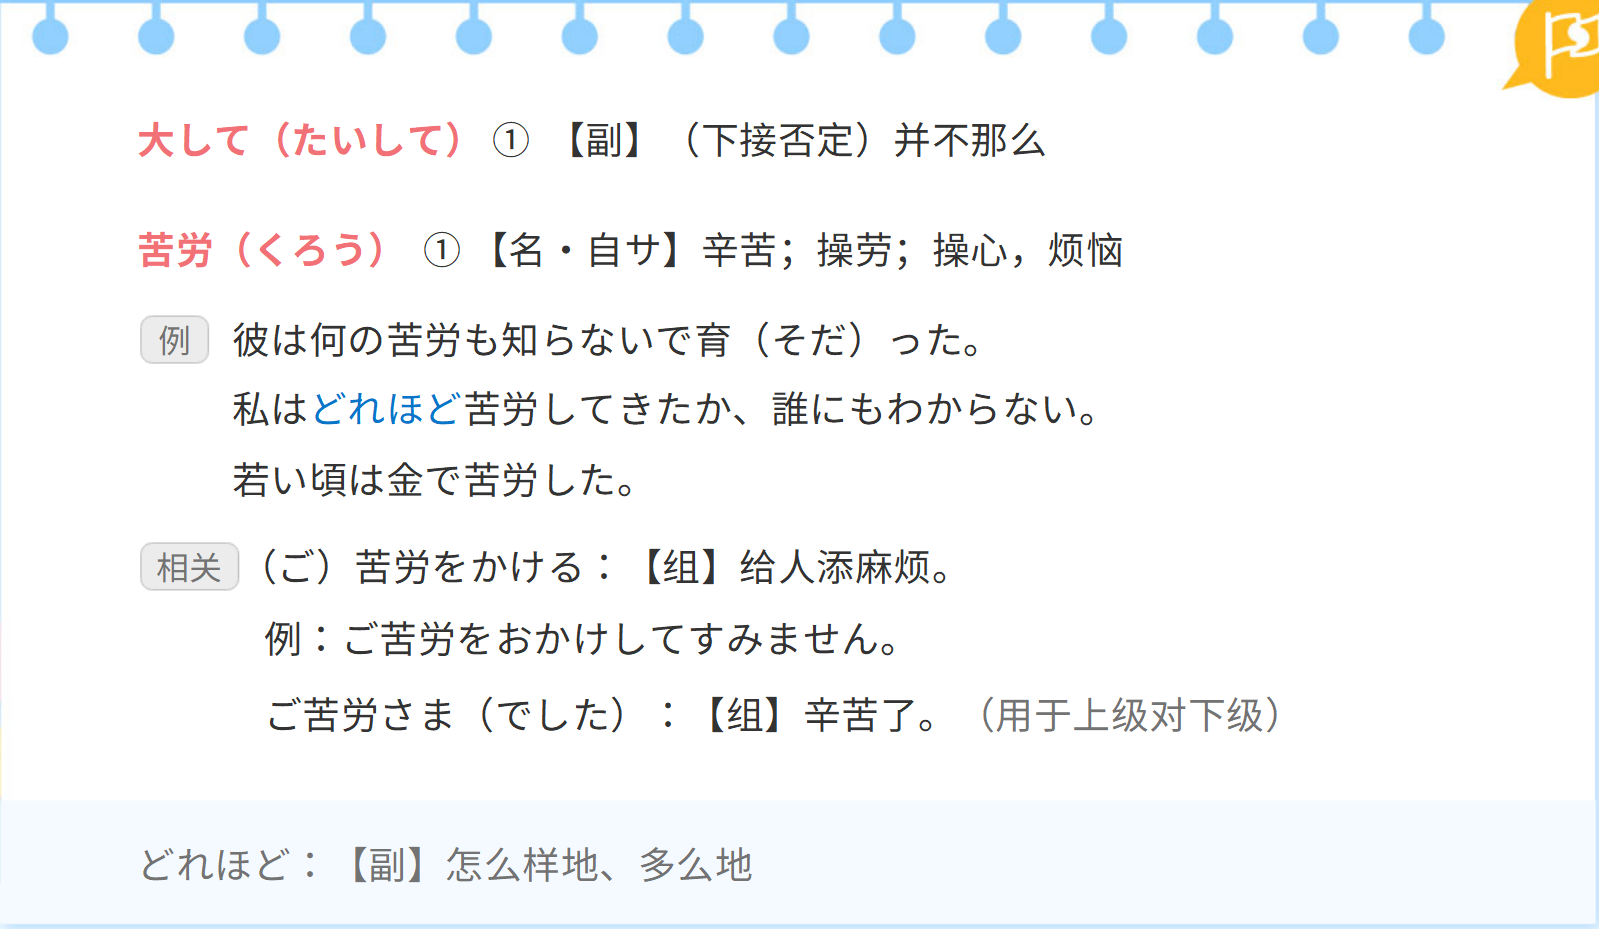 大して（たいして） ① 【副】（下接否定）并不那么
苦労（くろう） ①【名・自サ】辛苦；操劳；操心，烦恼
例 彼は何の苦労も知らないで育（そだ）った。
私はどれほど苦労してきたか、誰にもわからない。
若い頃は金で苦労した。
相关（ご）苦労をかける：【组】给人添麻烦。
例：ご苦労をおかけしてすみません。
ご苦労さま（でした）：【组】辛苦了。（用于上级对下级）
どれほど：【副】怎么样地、多么地